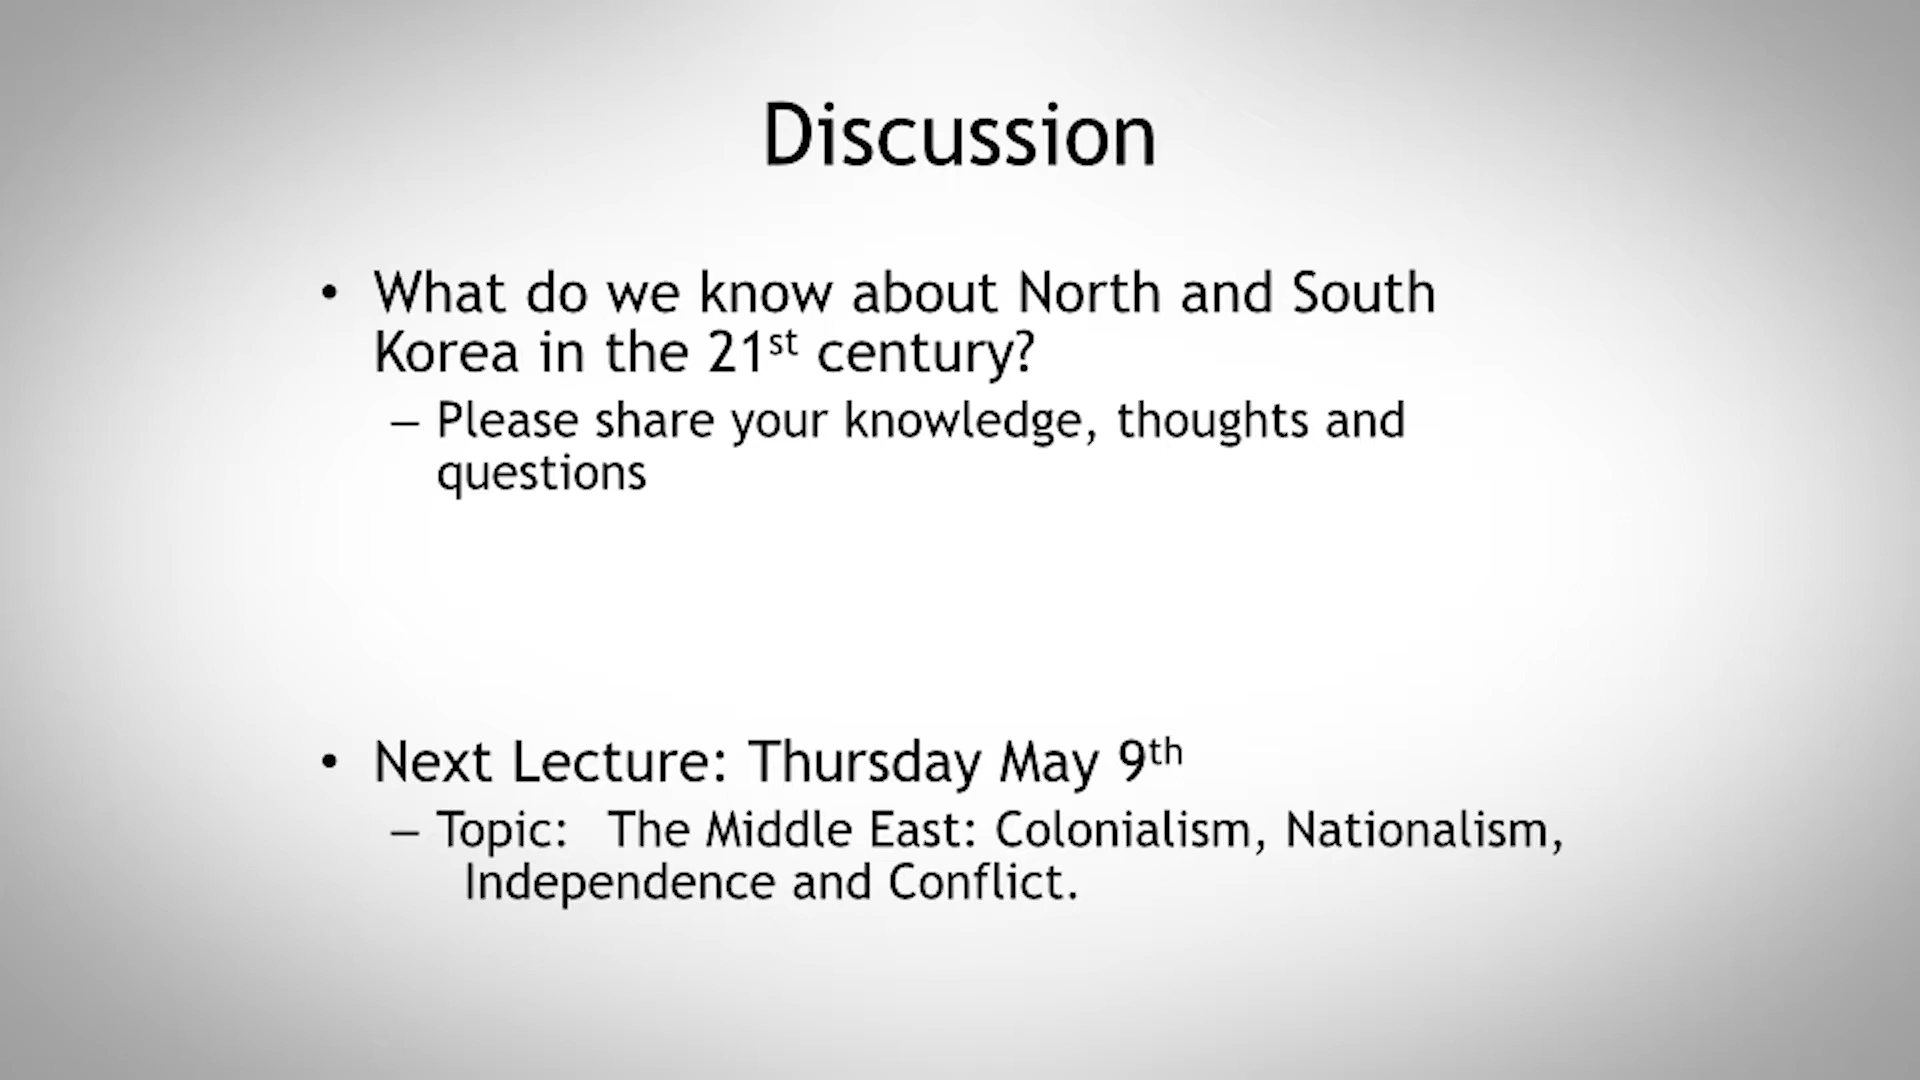 Discussion
• What do we know about North and South
Korea in the 21st century?
– Please share your knowledge, thoughts and
questions
• Next Lecture: Thursday May 9th
– Topic: The Middle East: Colonialism, Nationalism,
Independence and Conflict.